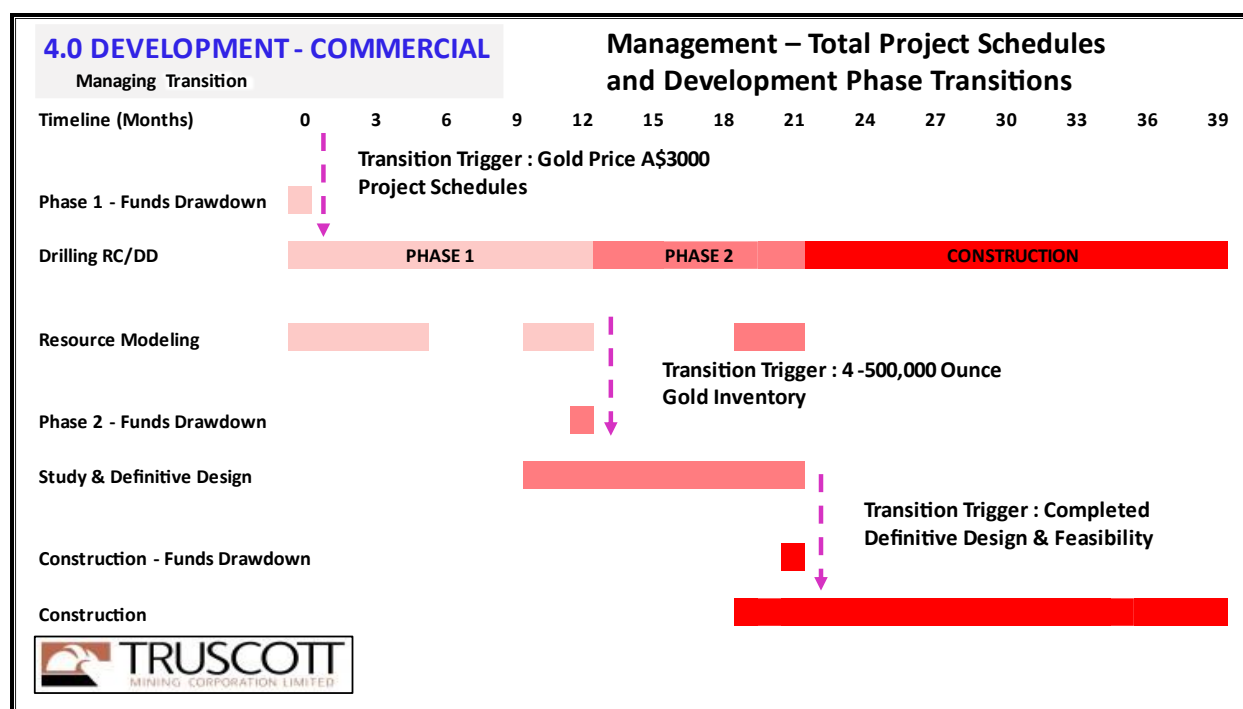 4.0 DEVELOPMENT - COMMERCIAL
Managing Transition
Management – Total Project Schedules
and Development Phase Transitions
Timeline (Months) 0 3 6 9 12 15 18 21 24 27 30 33 36 39
Transition Trigger : Gold Price A$3000
Project Schedules
Phase 1 - Funds Drawdown
Drilling RC/DD PHASE 1 PHASE 2 CONSTRUCTION
Resource Modeling
Transition Trigger : 4 -500,000 Ounce
Gold Inventory
Phase 2 - Funds Drawdown
Study & Definitive Design
Transition Trigger : Completed
Definitive Design & Feasibility
Construction - Funds Drawdown
Construction
TRUSCOTT
MINING CORPORATION LIMITED